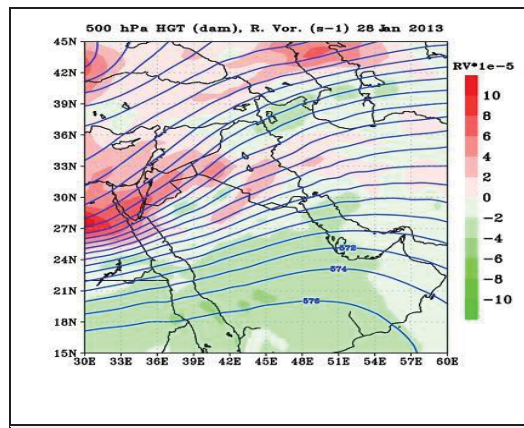 500 hPa HGT (dam), R. Vor. (s-1) 28 Jan 2013
RV*1e-5
45N
42N
39N
36N
33N
30N
27N
24N
21N
18N
15N
30E 33E 36E 39E 42E 45E 48E 51E 54E 57E 60E
572
574
576
10
8
6
4
2
0
-2
-4
-6
-8
-10